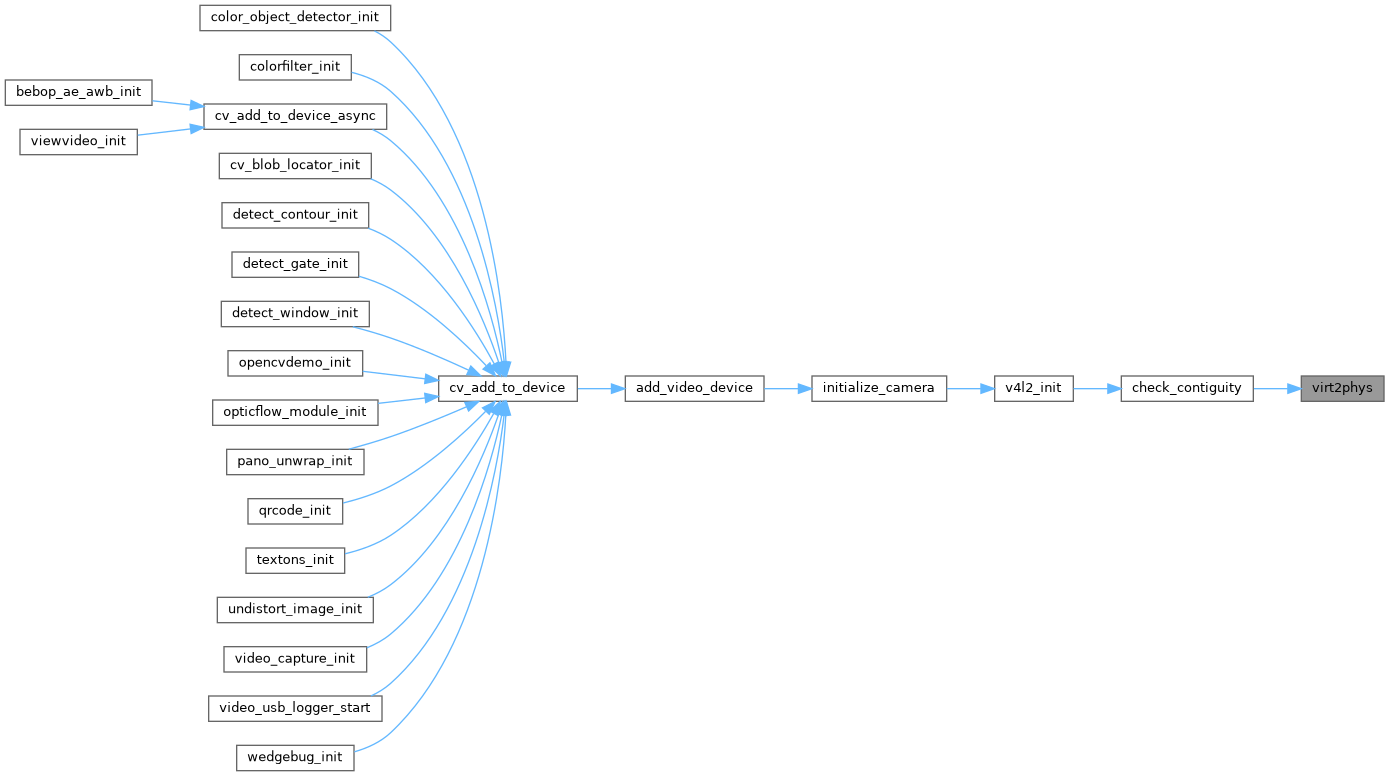 color_object_detector_init
colorfilter_init
bebop_ae_awb_init
cv_add_to_device_async
viewvideo_init
cv_blob_locator_init
detect_contour_init
detect_gate_init
detect_window_init
opencvdemo_init
cv_add_to_device
add_video_device
initialize_camera
v4l2_init
check_contiguity
virt2phys
opticflow_module_init
pano_unwrap_init
qrcode_init
textons_init
undistort_image_init
video_capture_init
video_usb_logger_start
wedgebug_init